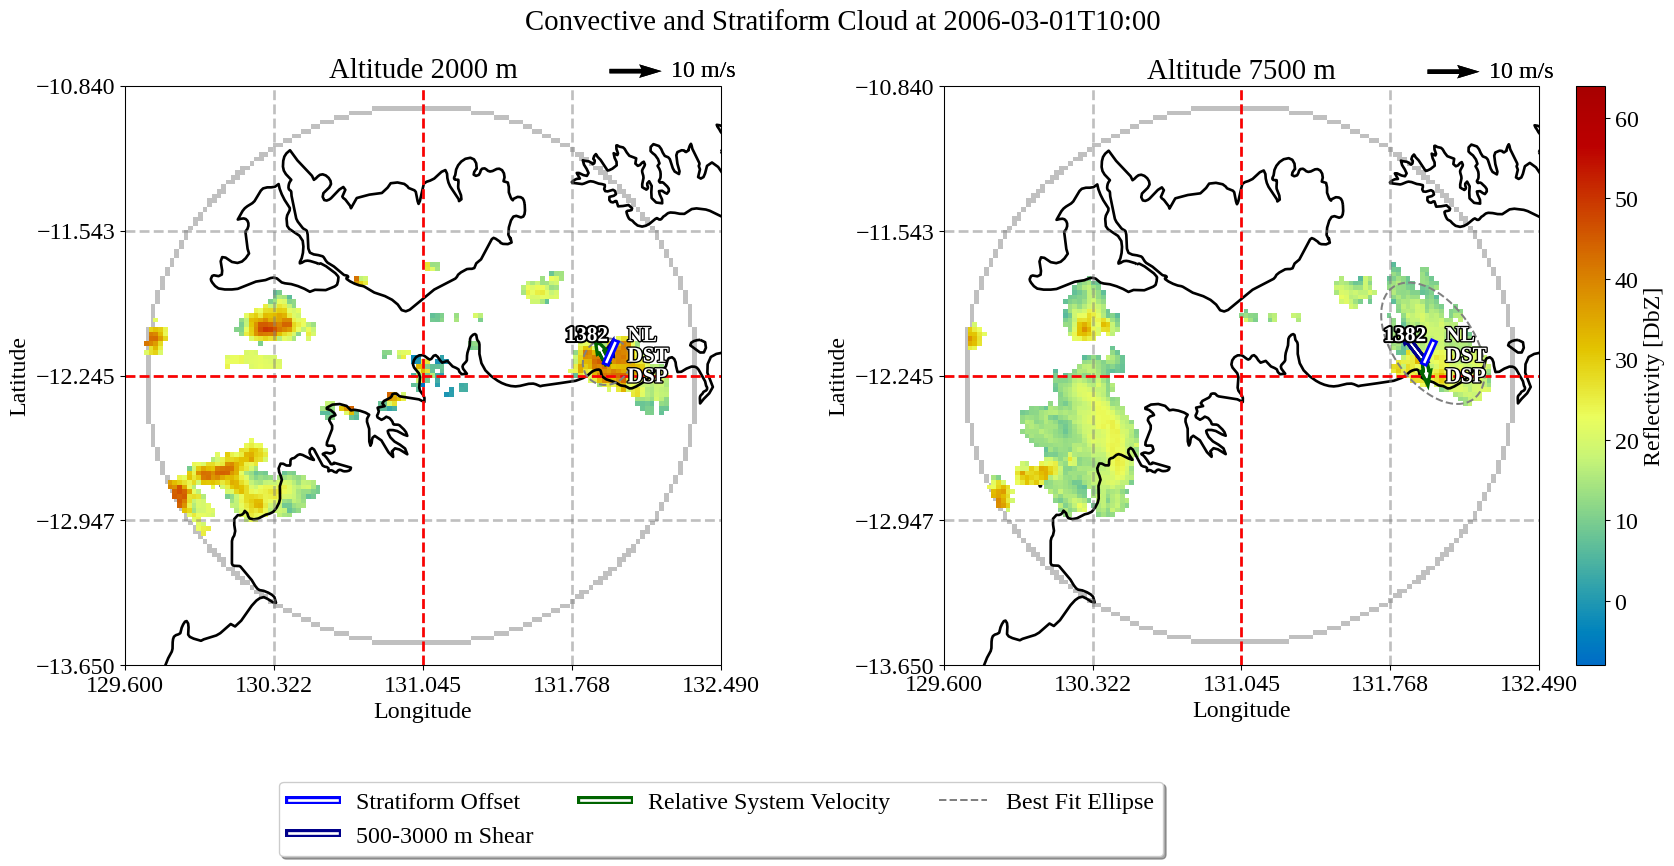 Convective and Stratiform Cloud at 2006-03-01T10:00
Altitude 2000 m
10 m/s
−10.840
−11.543
−12.245
−12.947
−13.650
129.600 130.322 131.045 131.768 132.490
Longitude
Latitude
1382
NL
DST
DSP
Altitude 7500 m
10 m/s
−10.840
−11.543
−12.245
−12.947
−13.650
129.600 130.322 131.045 131.768 132.490
Longitude
Latitude
1382
NL
DST
DSP
60
50
40
30
20
10
0
Reflectivity [DbZ]
Stratiform Offset
500-3000 m Shear
Relative System Velocity
Best Fit Ellipse